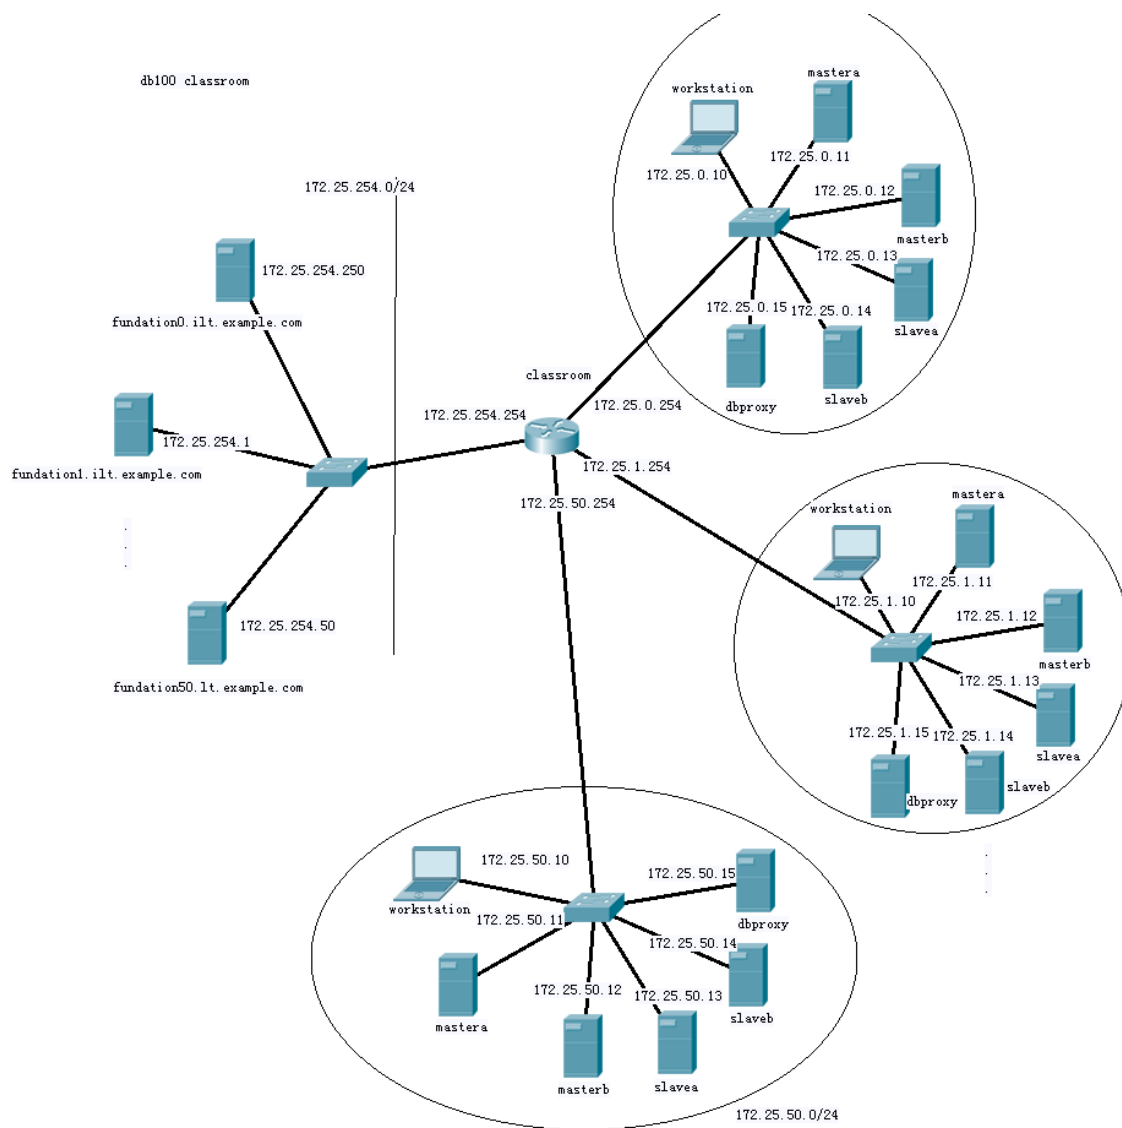 db100 classroom
172.25.254.0/24
172.25.254.250
fundation0.ilt.example.com
172.25.254.1
fundation1.ilt.example.com
.
.
.
172.25.254.50
fundation50.lt.example.com
classroom
172.25.254.254
172.25.0.254
172.25.1.254
172.25.50.254
workstation
mastera
172.25.0.10
172.25.0.11
172.25.0.12
masterb
172.25.0.13
slavea
172.25.0.15
172.25.0.14
dbproxy
slaveb
workstation
mastera
172.25.1.10
172.25.1.11
172.25.1.12
masterb
172.25.1.13
slavea
172.25.1.15
172.25.1.14
dbproxy
slaveb
.
.
.
172.25.50.10
workstation
172.25.50.15
dbproxy
172.25.50.11
mastera
172.25.50.14
slaveb
172.25.50.12
masterb
172.25.50.13
slavea
172.25.50.0/24